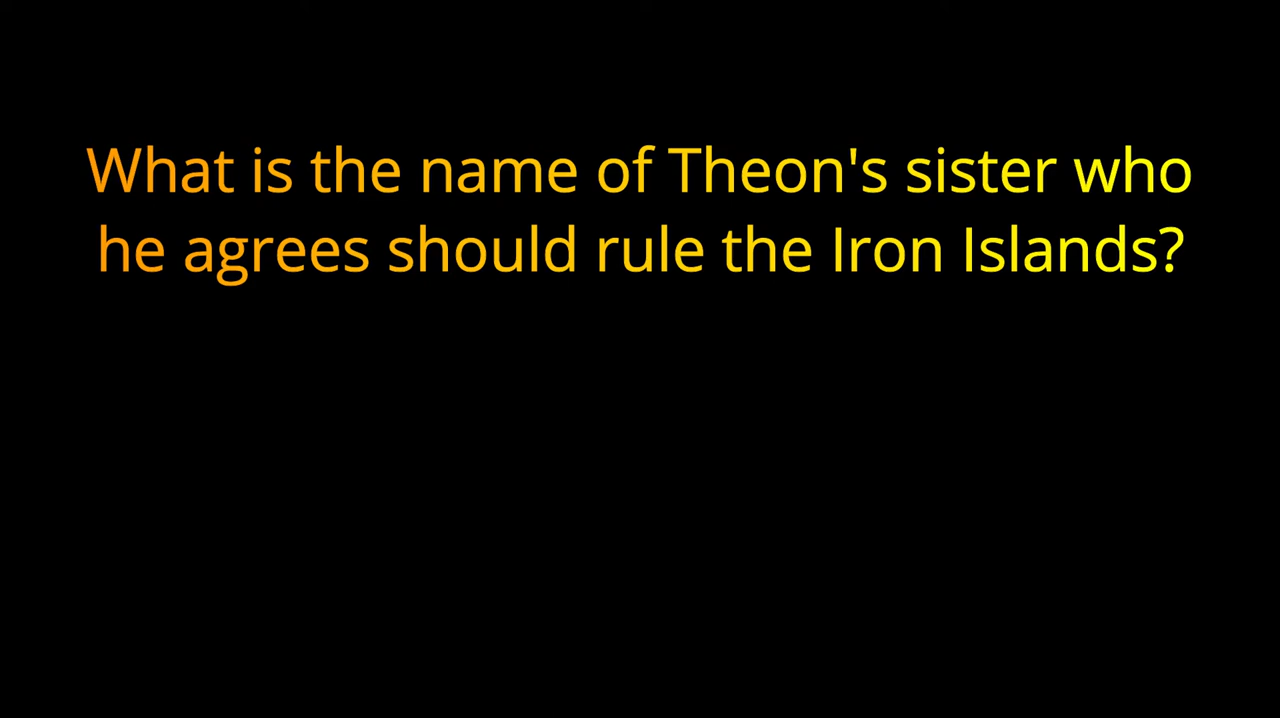 What is the name of Theon's sister who
he agrees should rule the Iron Islands?